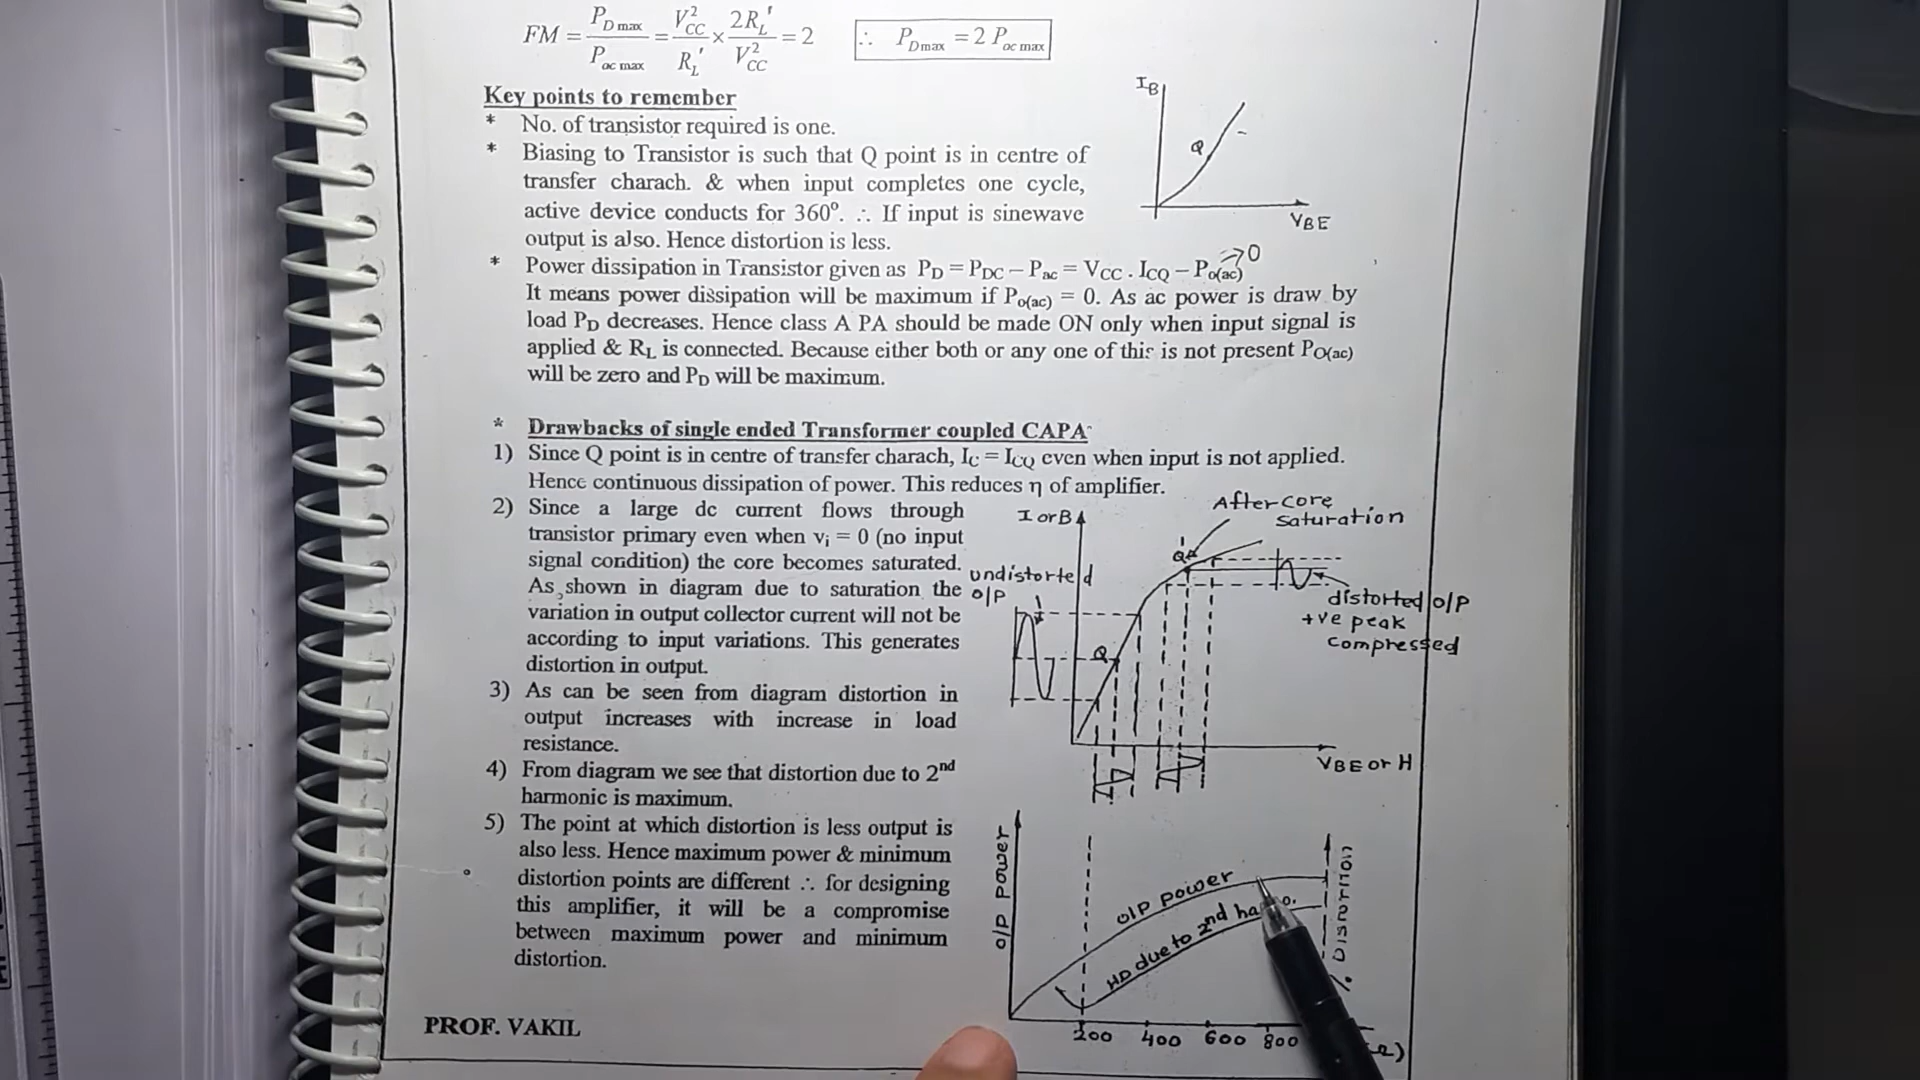 FM = P_D max / P_ac max = V²_CC / R_L' × 2R_L' / V²_CC = 2   ∴ P_Dmax = 2 P_ac max
Key points to remember
* No. of transistor required is one.
* Biasing to Transistor is such that Q point is in centre of
transfer charach. & when input completes one cycle,
active device conducts for 360°. ∴ If input is sinewave
output is also. Hence distortion is less.
I_B
Q
V_BE
* Power dissipation in Transistor given as P_D = P_DC – P_ac = V_CC . I_CQ – P_o(ac) → 0
It means power dissipation will be maximum if P_o(ac) = 0. As ac power is draw by
load P_D decreases. Hence class A PA should be made ON only when input signal is
applied & R_L is connected. Because either both or any one of this is not present P_O(ac)
will be zero and P_D will be maximum.
* Drawbacks of single ended Transformer coupled CAPA
1) Since Q point is in centre of transfer charach, I_C = I_CQ even when input is not applied.
Hence continuous dissipation of power. This reduces η of amplifier.
2) Since a large dc current flows through
transistor primary even when v_i = 0 (no input
signal condition) the core becomes saturated.
As shown in diagram due to saturation the
variation in output collector current will not be
according to input variations. This generates
distortion in output.
3) As can be seen from diagram distortion in
output increases with increase in load
resistance.
4) From diagram we see that distortion due to 2nd
harmonic is maximum.
5) The point at which distortion is less output is
also less. Hence maximum power & minimum
distortion points are different ∴ for designing
this amplifier, it will be a compromise
between maximum power and minimum
distortion.
I or B
After core
saturation
Q
undistorted
o/p
distorted o/p
+ve peak
compressed
Q
V_BE or H
o/p power
O/P power
HD due to 2nd ha
% Distortion
200 400 600 800
PROF. VAKIL